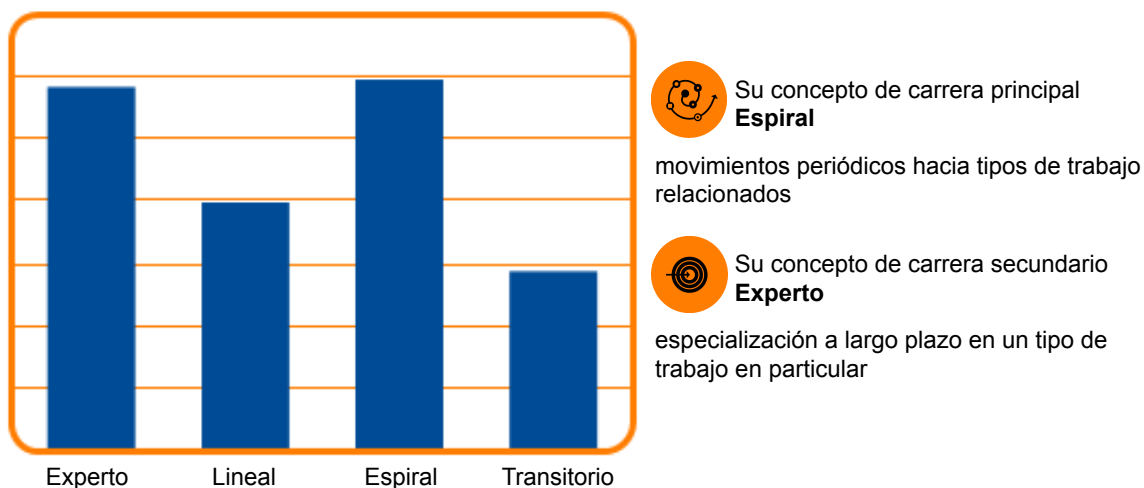 Su concepto de carrera principal
Espiral
movimientos periódicos hacia tipos de trabajo
relacionados
Su concepto de carrera secundario
Experto
especialización a largo plazo en un tipo de
trabajo en particular
Experto Lineal Espiral Transitorio